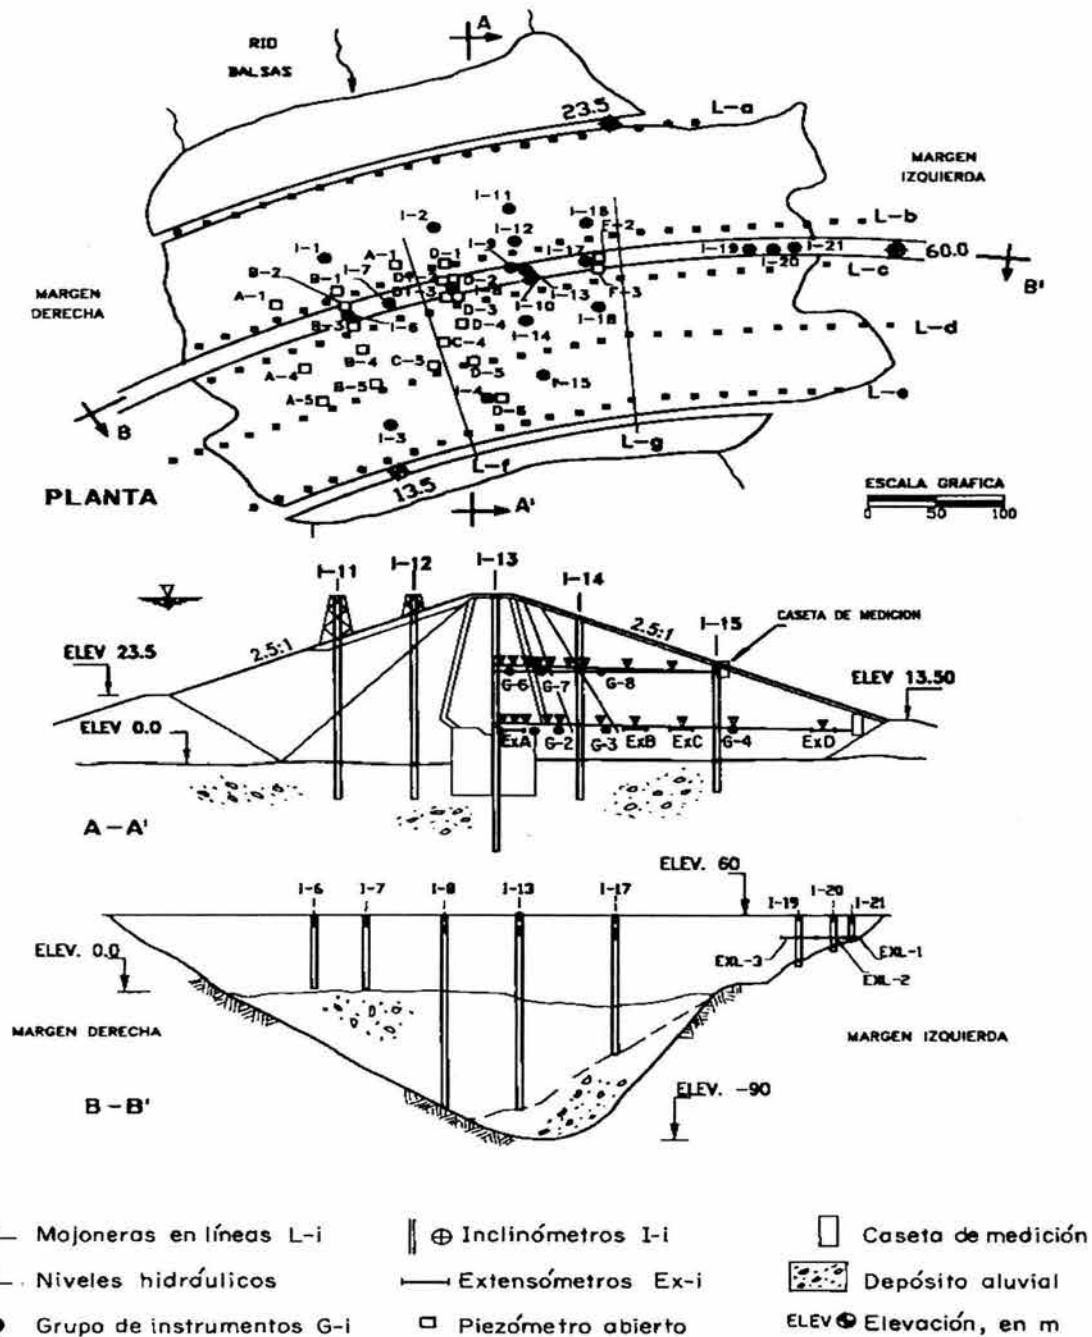 A
RIO
BALSAS
23.5
L-a
MARGEN
IZQUIERDA
I-11
I-2
I-12
I-9
I-17
F-2
L-b
I-1
A-1
D-1
I-19
I-21
60.0
B-2
B-1
I-7
D-2
I-20
L-c
B'
MARGEN
DERECHA
A-1
I-13
F-3
D-3
I-10
I-18
B-3
I-6
D-4
I-14
L-d
C-4
A-4
B-4
C-5
D-5
B-5
I-4
L-e
A-5
D-6
B
I-3
L-g
L-f
PLANTA
13.5
A'
ESCALA GRAFICA
0 50 100
I-11
I-12
I-13
I-14
2.5:1
2.5:1
CASETA DE MEDICION
I-15
ELEV 23.5
ELEV 13.50
G-6 G-7 G-8
ELEV 0.0
ExA G-2 G-3 ExB ExC G-4 ExD
A-A'
ELEV. 60
I-6 I-7 I-8 I-13 I-17
I-19 I-20 I-21
ELEV. 0.0
EXL-3
EXL-1
EXL-2
MARGEN DERECHA
MARGEN IZQUIERDA
B-B'
ELEV. -90
Mojoneras en líneas L-i
Inclinómetros I-i
Caseta de medición
Niveles hidráulicos
Extensómetros Ex-i
Depósito aluvial
Grupo de instrumentos G-i
Piezómetro abierto
ELEV Elevación, en m